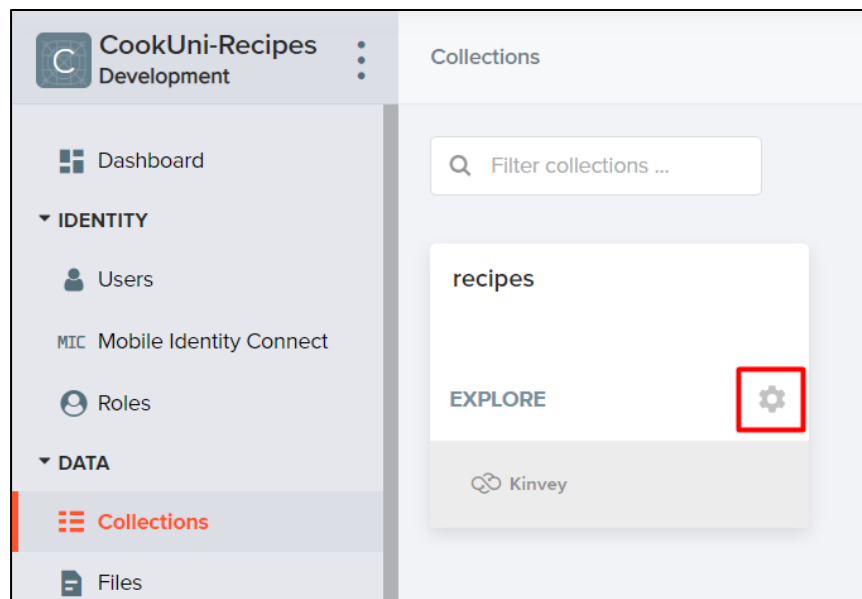 C
CookUni-Recipes
Development
Dashboard
IDENTITY
Users
MIC Mobile Identity Connect
Roles
DATA
Collections
Files
Collections
Filter collections ...
recipes
EXPLORE
Kinvey